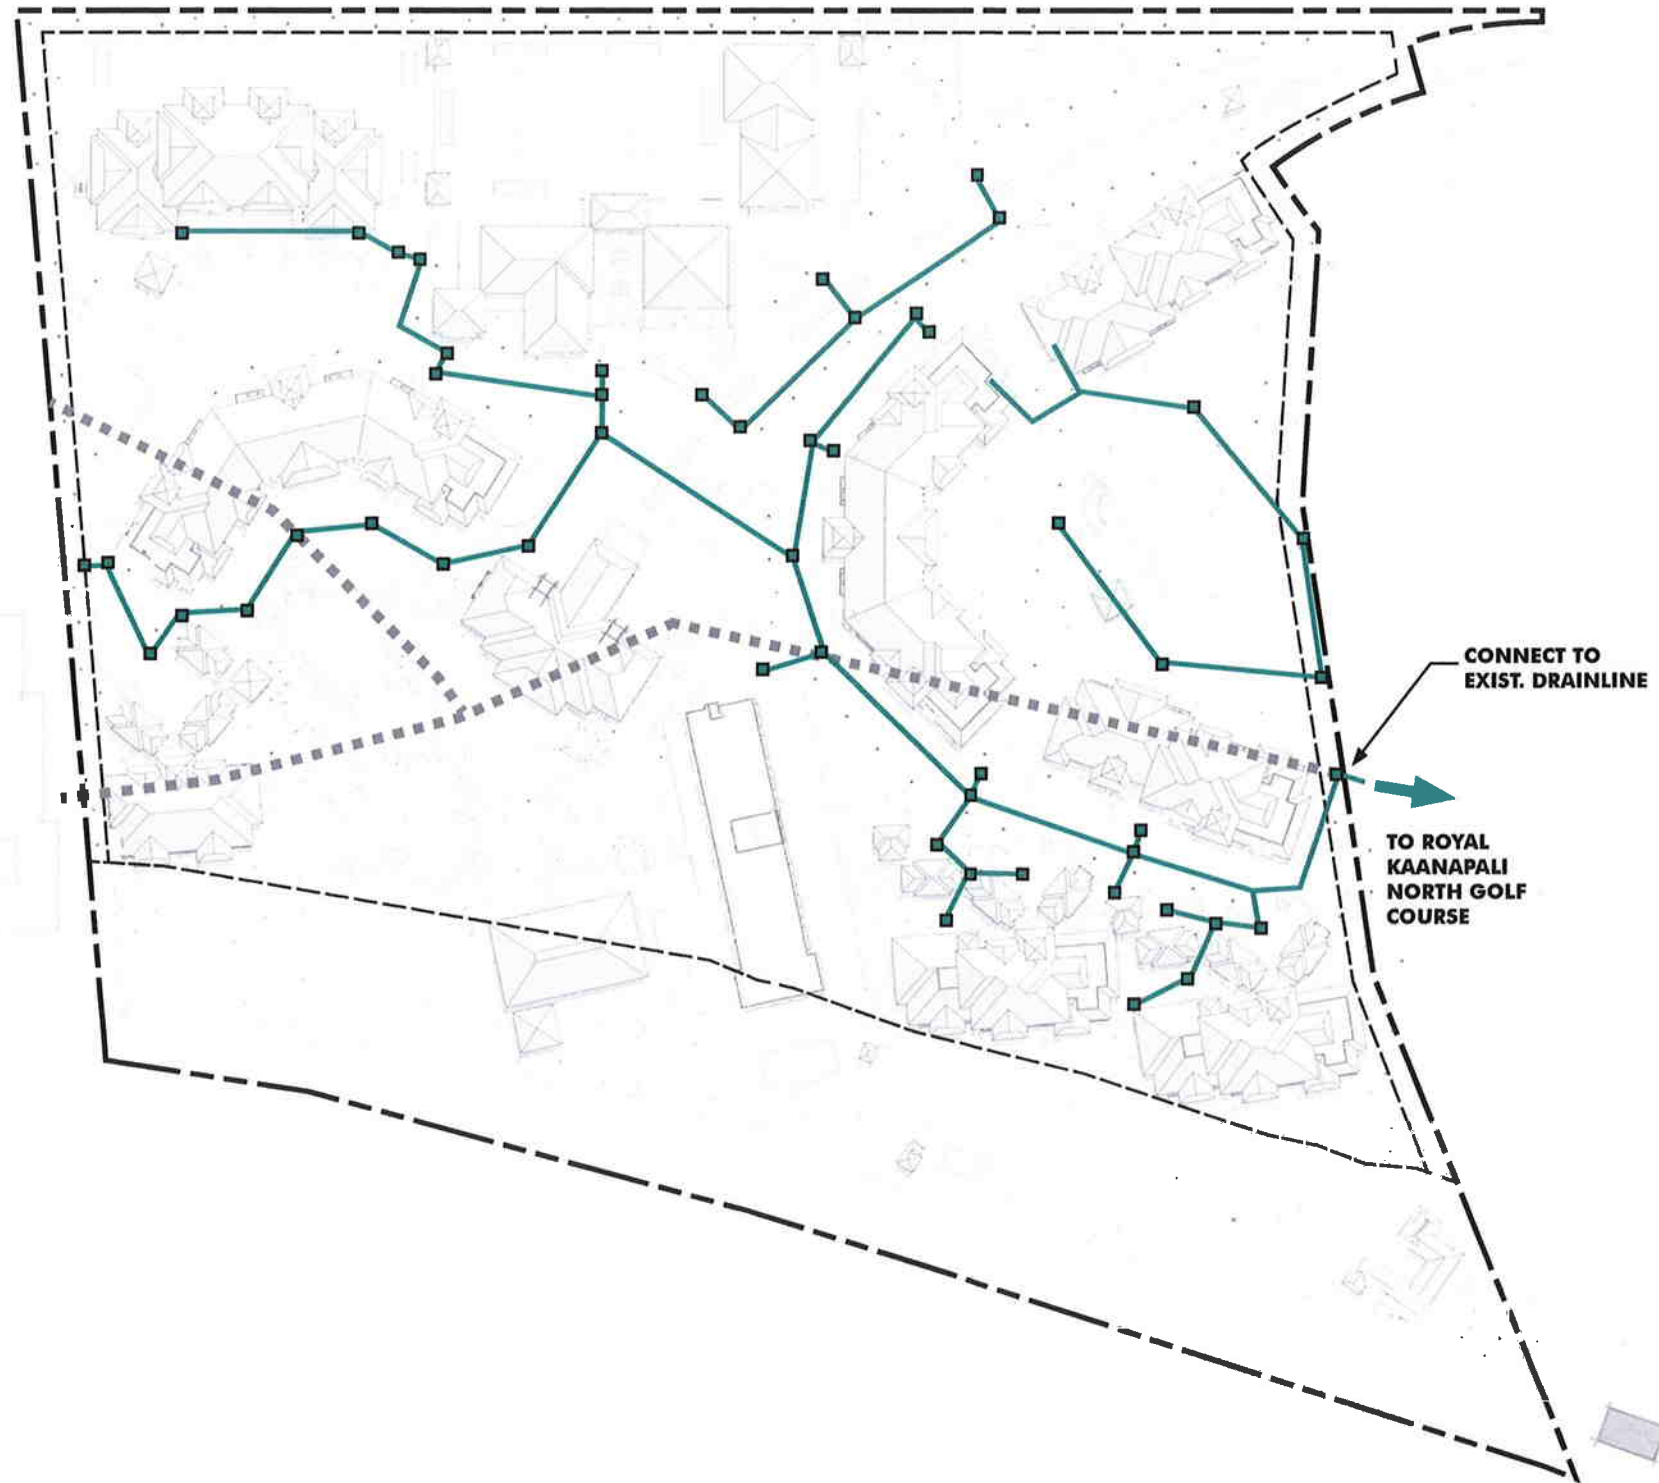 CONNECT TO
EXIST. DRAINLINE
TO ROYAL
KAANAPALI
NORTH GOLF
COURSE